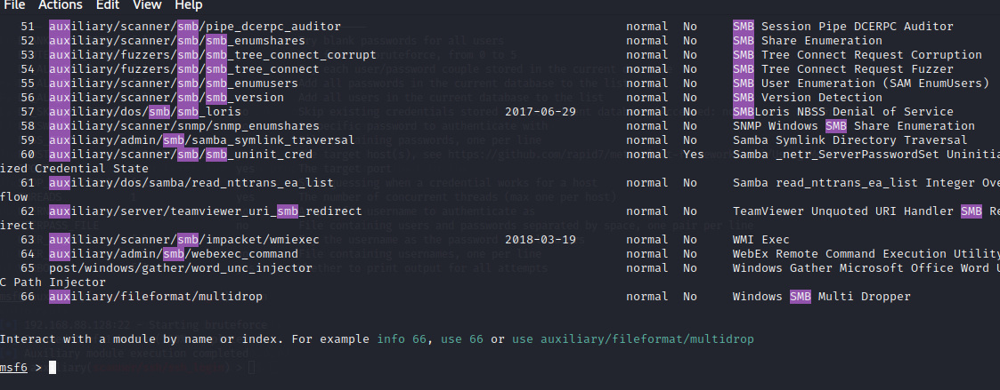 File Actions Edit View Help
51 auxiliary/scanner/smb/pipe_dcerpc_auditor normal No SMB Session Pipe DCERPC Auditor
52 auxiliary/scanner/smb/smb_enumshares normal No SMB Share Enumeration
53 auxiliary/fuzzers/smb/smb_tree_connect_corrupt normal No SMB Tree Connect Request Corruption
54 auxiliary/fuzzers/smb/smb_tree_connect normal No SMB Tree Connect Request Fuzzer
55 auxiliary/scanner/smb/smb_enumusers normal No SMB User Enumeration (SAM EnumUsers)
56 auxiliary/scanner/smb/smb_version normal No SMB Version Detection
57 auxiliary/dos/smb/smb_loris 2017-06-29 normal No SMBLoris NBSS Denial of Service
58 auxiliary/scanner/snmp/snmp_enumshares normal No SNMP Windows SMB Share Enumeration
59 auxiliary/admin/smb/samba_symlink_traversal normal No Samba Symlink Directory Traversal
60 auxiliary/scanner/smb/smb_uninit_cred normal Yes Samba _netr_ServerPasswordSet Uninitia
ized Credential State
61 auxiliary/dos/samba/read_nttrans_ea_list normal No Samba read_nttrans_ea_list Integer Ove
flow
62 auxiliary/server/teamviewer_uri_smb_redirect normal No TeamViewer Unquoted URI Handler SMB Re
irect
63 auxiliary/scanner/smb/impacket/wmiexec 2018-03-19 normal No WMI Exec
64 auxiliary/admin/smb/webexec_command normal No WebEx Remote Command Execution Utility
65 post/windows/gather/word_unc_injector normal No Windows Gather Microsoft Office Word U
C Path Injector
66 auxiliary/fileformat/multidrop normal No Windows SMB Multi Dropper
Interact with a module by name or index. For example info 66, use 66 or use auxiliary/fileformat/multidrop
msf6 >